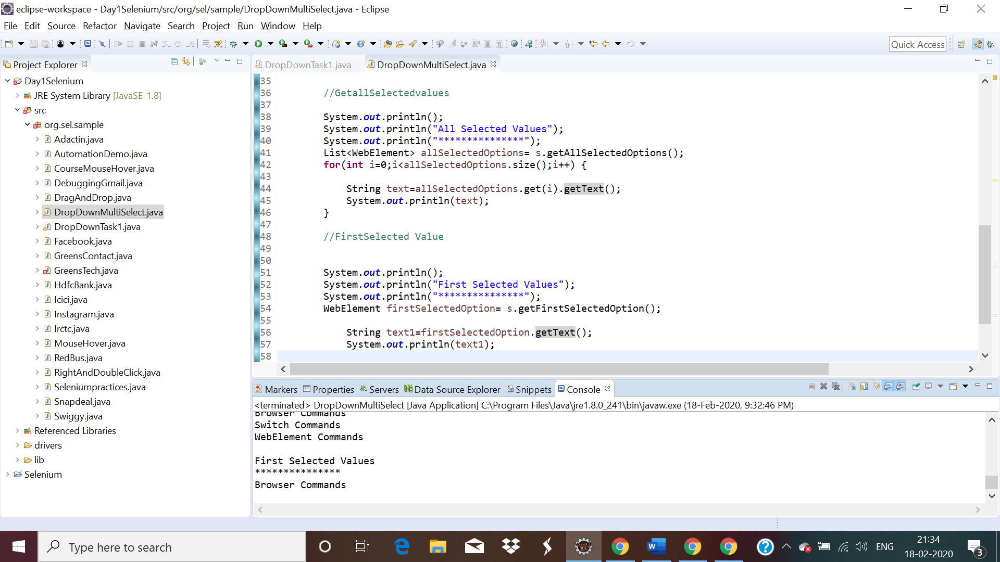 eclipse-workspace - Day1Selenium/src/org/sel/sample/DropDownMultiSelect.java - Eclipse
File Edit Source Refactor Navigate Search Project Run Window Help
Quick Access
Project Explorer
Day1Selenium
JRE System Library [JavaSE-1.8]
src
org.sel.sample
Adactin.java
AutomationDemo.java
CourseMouseHover.java
DebuggingGmail.java
DragAndDrop.java
DropDownMultiSelect.java
DropDownTask1.java
Facebook.java
GreensContact.java
GreensTech.java
HdfcBank.java
Icici.java
Instagram.java
Irctc.java
MouseHover.java
RedBus.java
RightAndDoubleClick.java
Seleniumpractices.java
Snapdeal.java
Swiggy.java
Referenced Libraries
drivers
lib
Selenium
DropDownTask1.java DropDownMultiSelect.java
35
36 //GetallSelectedvalues
37
38 System.out.println();
39 System.out.println("All Selected Values");
40 System.out.println("***************");
41 List<WebElement> allSelectedOptions= s.getAllSelectedOptions();
42 for(int i=0;i<allSelectedOptions.size();i++) {
43
44 String text=allSelectedOptions.get(i).getText();
45 System.out.println(text);
46 }
47
48 //FirstSelected Value
49
50
51 System.out.println();
52 System.out.println("First Selected Values");
53 System.out.println("***************");
54 WebElement firstSelectedOption= s.getFirstSelectedOption();
55
56 String text1=firstSelectedOption.getText();
57 System.out.println(text1);
58
Markers Properties Servers Data Source Explorer Snippets Console
<terminated> DropDownMultiSelect [Java Application] C:\Program Files\Java\jre1.8.0_241\bin\javaw.exe (18-Feb-2020, 9:32:46 PM)
Browser Commands
Switch Commands
WebElement Commands
First Selected Values
***************
Browser Commands
Type here to search
ENG
21:34
18-02-2020
3